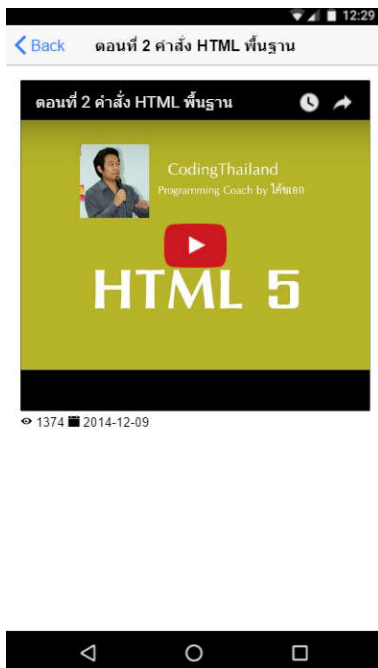 12:29
Back ตอนที่ 2 คำสั่ง HTML พื้นฐาน
ตอนที่ 2 คำสั่ง HTML พื้นฐาน
CodingThailand
Programming Coach by โค้ชเอก
HTML 5
1374 2014-12-09